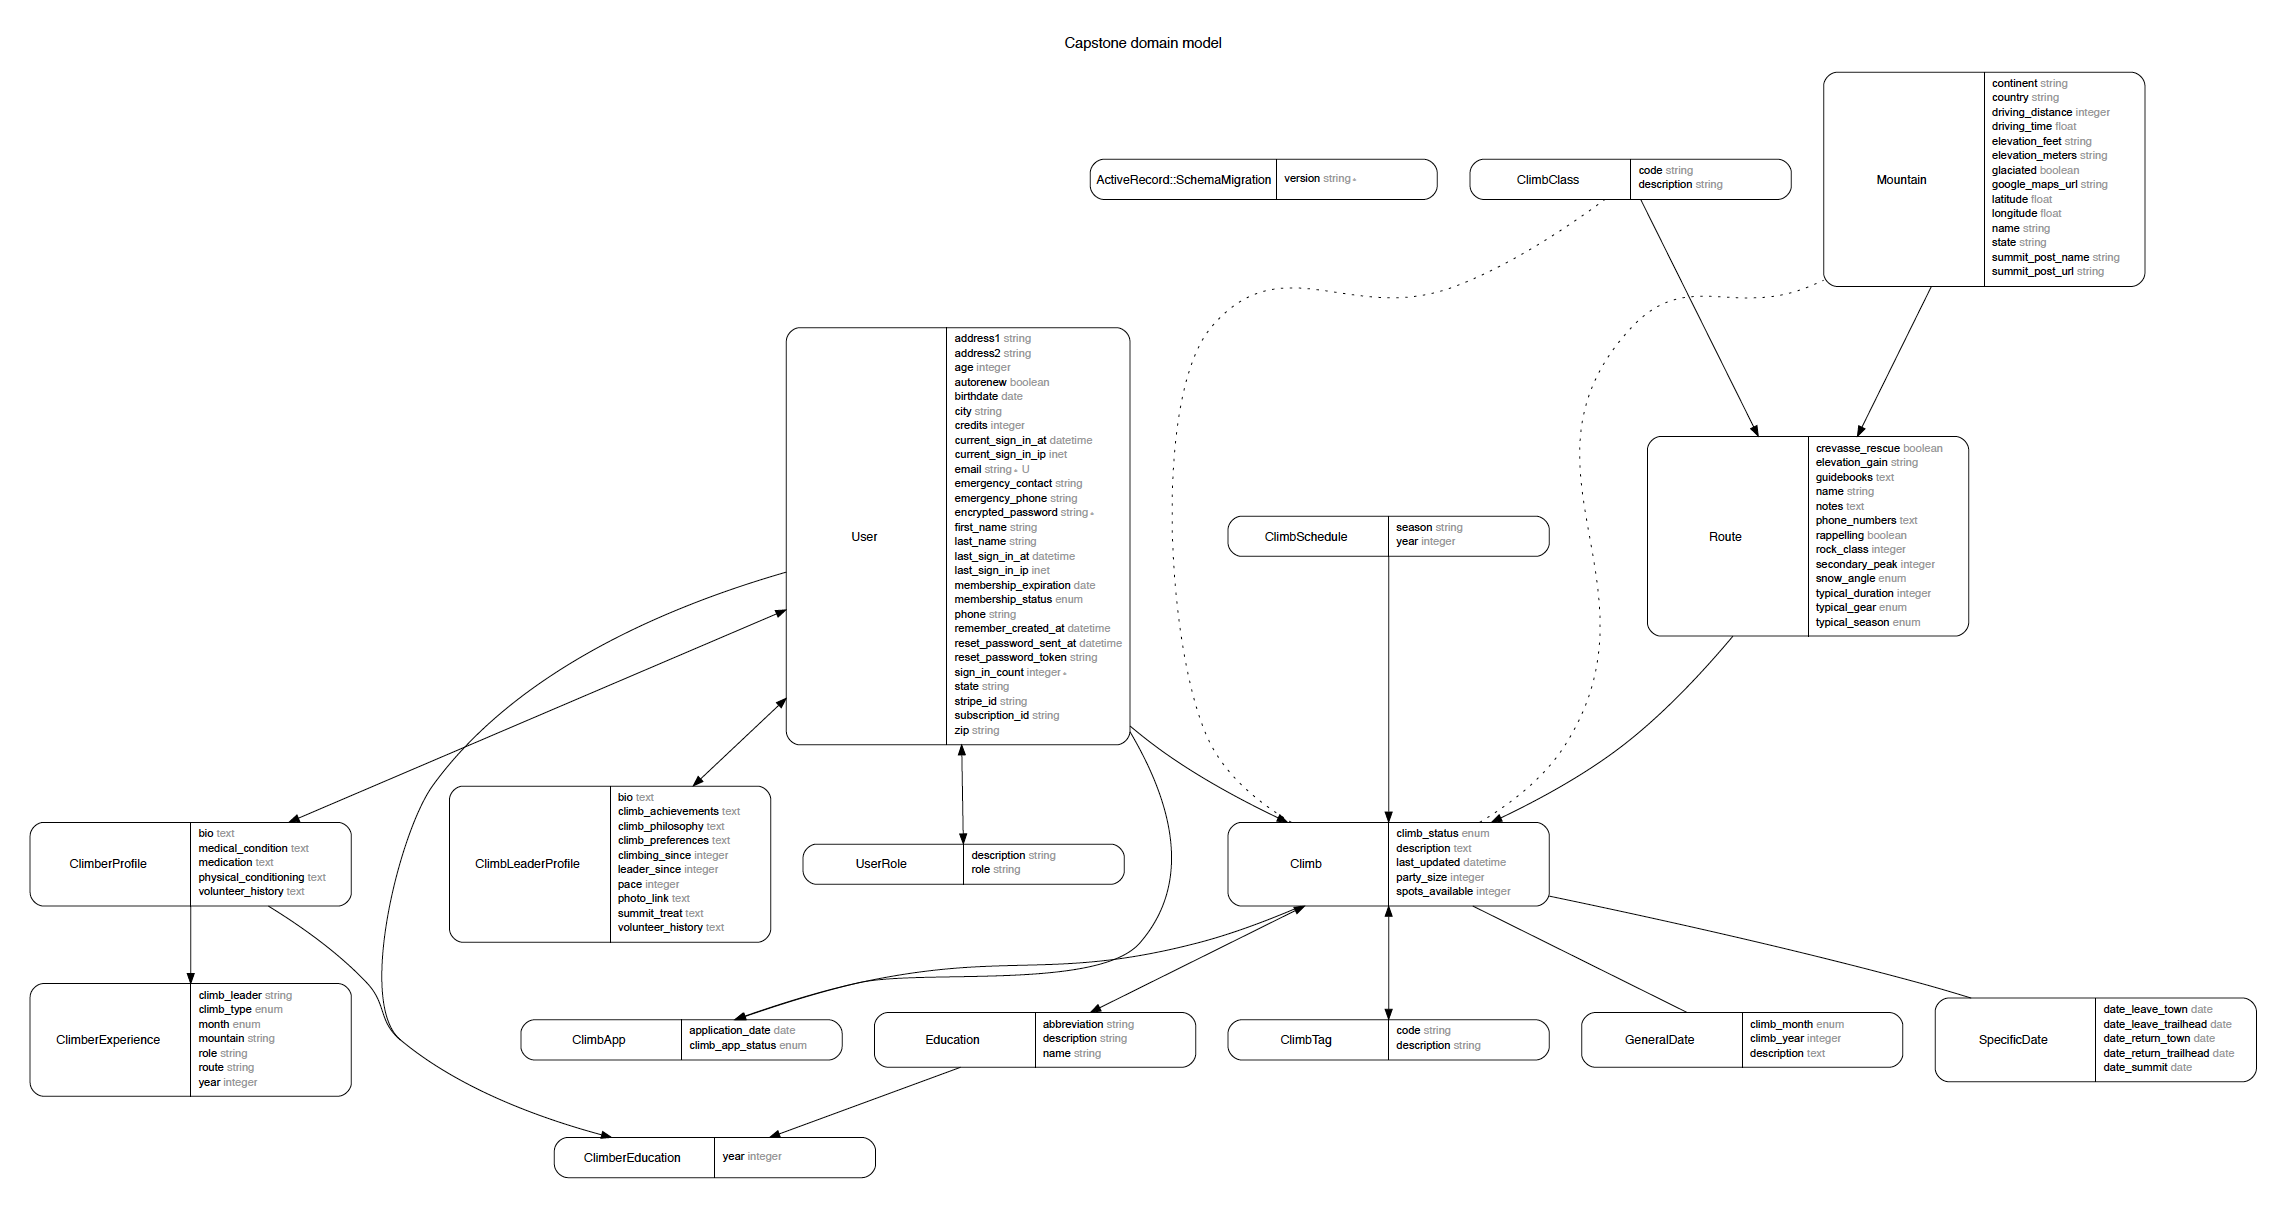 Capstone domain model
continent string
country string
driving_distance integer
driving_time float
elevation_feet string
elevation_meters string
glaciated boolean
google_maps_url string
latitude float
longitude float
name string
state string
summit_post_name string
summit_post_url string
Mountain
ActiveRecord::SchemaMigration
version string *
ClimbClass
code string
description string
User
address1 string
address2 string
age integer
autorenew boolean
birthdate date
city string
credits integer
current_sign_in_at datetime
current_sign_in_ip inet
email string * U
emergency_contact string
emergency_phone string
encrypted_password string *
first_name string
last_name string
last_sign_in_at datetime
last_sign_in_ip inet
membership_expiration date
membership_status enum
phone string
remember_created_at datetime
reset_password_sent_at datetime
reset_password_token string
sign_in_count integer *
state string
stripe_id string
subscription_id string
zip string
ClimbSchedule
season string
year integer
Route
crevasse_rescue boolean
elevation_gain string
guidebooks text
name string
notes text
phone_numbers text
rappelling boolean
rock_class integer
secondary_peak integer
snow_angle enum
typical_duration integer
typical_gear enum
typical_season enum
ClimberProfile
bio text
medical_condition text
medication text
physical_conditioning text
volunteer_history text
ClimbLeaderProfile
bio text
climb_achievements text
climb_philosophy text
climb_preferences text
climbing_since integer
leader_since integer
pace integer
photo_link text
summit_treat text
volunteer_history text
UserRole
description string
role string
Climb
climb_status enum
description text
last_updated datetime
party_size integer
spots_available integer
ClimberExperience
climb_leader string
climb_type enum
month enum
mountain string
role string
route string
year integer
ClimbApp
application_date date
climb_app_status enum
Education
abbreviation string
description string
name string
ClimbTag
code string
description string
GeneralDate
climb_month enum
climb_year integer
description text
SpecificDate
date_leave_town date
date_leave_trailhead date
date_return_town date
date_return_trailhead date
date_summit date
ClimberEducation
year integer